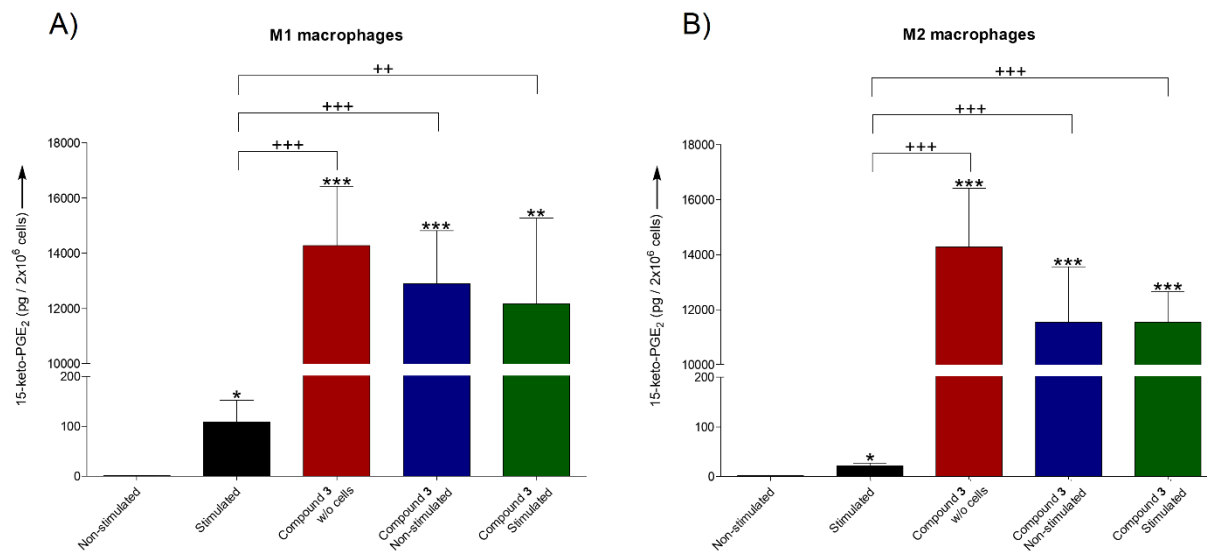 A)
M1 macrophages
++
+++
+++
18000
16000
14000
12000
10000
200
100
0
15-keto-PGE₂ (pg / 2x10⁶ cells)
*
***
***
**
Non-stimulated
Stimulated
Compound 3
w/o cells
Compound 3
Non-stimulated
Compound 3
Stimulated
B)
M2 macrophages
+++
+++
+++
18000
16000
14000
12000
10000
200
100
0
15-keto-PGE₂ (pg / 2x10⁶ cells)
*
***
***
***
Non-stimulated
Stimulated
Compound 3
w/o cells
Compound 3
Non-stimulated
Compound 3
Stimulated